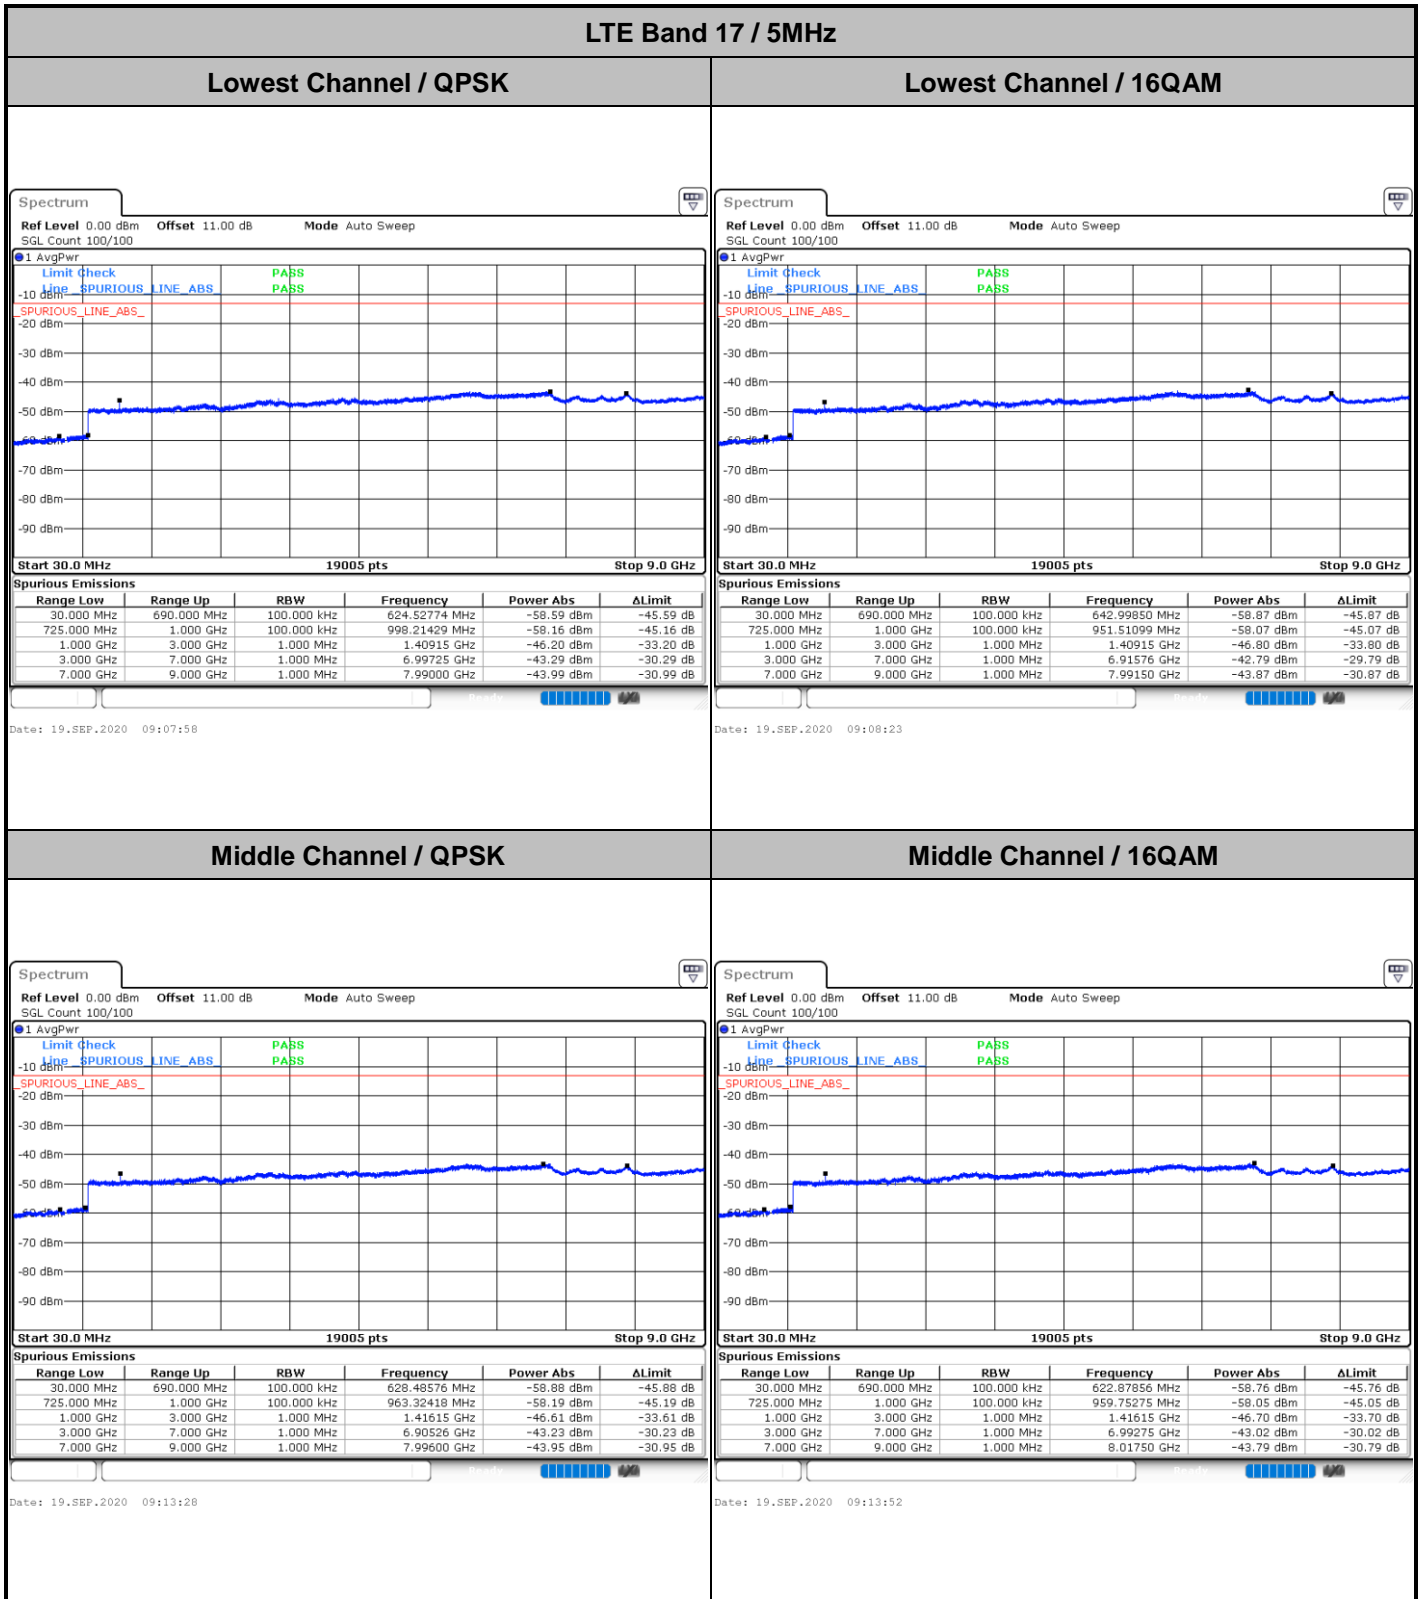 LTE Band 17 / 5MHz
Lowest Channel / QPSK
Lowest Channel / 16QAM
Spectrum
Ref Level 0.00 dBm Offset 11.00 dB Mode Auto Sweep
SGL Count 100/100
1 AvgPwr
Limit Check PASS
Line _SPURIOUS_LINE_ABS_ PASS
-10 dBm
_SPURIOUS_LINE_ABS_
-20 dBm
-30 dBm
-40 dBm
-50 dBm
-60 dBm
-70 dBm
-80 dBm
-90 dBm
Start 30.0 MHz 19005 pts Stop 9.0 GHz
Spurious Emissions
Range Low Range Up RBW Frequency Power Abs ΔLimit
30.000 MHz 690.000 MHz 100.000 kHz 624.52774 MHz -58.59 dBm -45.59 dB
725.000 MHz 1.000 GHz 100.000 kHz 998.21429 MHz -58.16 dBm -45.16 dB
1.000 GHz 3.000 GHz 1.000 MHz 1.40915 GHz -46.20 dBm -33.20 dB
3.000 GHz 7.000 GHz 1.000 MHz 6.99725 GHz -43.29 dBm -30.29 dB
7.000 GHz 9.000 GHz 1.000 MHz 7.99000 GHz -43.99 dBm -30.99 dB
Date: 19.SEP.2020 09:07:58
Spectrum
Ref Level 0.00 dBm Offset 11.00 dB Mode Auto Sweep
SGL Count 100/100
1 AvgPwr
Limit Check PASS
Line _SPURIOUS_LINE_ABS_ PASS
-10 dBm
_SPURIOUS_LINE_ABS_
-20 dBm
-30 dBm
-40 dBm
-50 dBm
-60 dBm
-70 dBm
-80 dBm
-90 dBm
Start 30.0 MHz 19005 pts Stop 9.0 GHz
Spurious Emissions
Range Low Range Up RBW Frequency Power Abs ΔLimit
30.000 MHz 690.000 MHz 100.000 kHz 642.99850 MHz -58.87 dBm -45.87 dB
725.000 MHz 1.000 GHz 100.000 kHz 951.51099 MHz -58.07 dBm -45.07 dB
1.000 GHz 3.000 GHz 1.000 MHz 1.40915 GHz -46.80 dBm -33.80 dB
3.000 GHz 7.000 GHz 1.000 MHz 6.91576 GHz -42.79 dBm -29.79 dB
7.000 GHz 9.000 GHz 1.000 MHz 7.99150 GHz -43.87 dBm -30.87 dB
Date: 19.SEP.2020 09:08:23
Middle Channel / QPSK
Middle Channel / 16QAM
Spectrum
Ref Level 0.00 dBm Offset 11.00 dB Mode Auto Sweep
SGL Count 100/100
1 AvgPwr
Limit Check PASS
Line _SPURIOUS_LINE_ABS_ PASS
-10 dBm
_SPURIOUS_LINE_ABS_
-20 dBm
-30 dBm
-40 dBm
-50 dBm
-60 dBm
-70 dBm
-80 dBm
-90 dBm
Start 30.0 MHz 19005 pts Stop 9.0 GHz
Spurious Emissions
Range Low Range Up RBW Frequency Power Abs ΔLimit
30.000 MHz 690.000 MHz 100.000 kHz 628.48576 MHz -58.88 dBm -45.88 dB
725.000 MHz 1.000 GHz 100.000 kHz 963.32418 MHz -58.19 dBm -45.19 dB
1.000 GHz 3.000 GHz 1.000 MHz 1.41615 GHz -46.61 dBm -33.61 dB
3.000 GHz 7.000 GHz 1.000 MHz 6.90526 GHz -43.23 dBm -30.23 dB
7.000 GHz 9.000 GHz 1.000 MHz 7.99600 GHz -43.95 dBm -30.95 dB
Date: 19.SEP.2020 09:13:28
Spectrum
Ref Level 0.00 dBm Offset 11.00 dB Mode Auto Sweep
SGL Count 100/100
1 AvgPwr
Limit Check PASS
Line _SPURIOUS_LINE_ABS_ PASS
-10 dBm
_SPURIOUS_LINE_ABS_
-20 dBm
-30 dBm
-40 dBm
-50 dBm
-60 dBm
-70 dBm
-80 dBm
-90 dBm
Start 30.0 MHz 19005 pts Stop 9.0 GHz
Spurious Emissions
Range Low Range Up RBW Frequency Power Abs ΔLimit
30.000 MHz 690.000 MHz 100.000 kHz 622.87856 MHz -58.76 dBm -45.76 dB
725.000 MHz 1.000 GHz 100.000 kHz 959.75275 MHz -58.05 dBm -45.05 dB
1.000 GHz 3.000 GHz 1.000 MHz 1.41615 GHz -46.70 dBm -33.70 dB
3.000 GHz 7.000 GHz 1.000 MHz 6.99275 GHz -43.02 dBm -30.02 dB
7.000 GHz 9.000 GHz 1.000 MHz 8.01750 GHz -43.79 dBm -30.79 dB
Date: 19.SEP.2020 09:13:52